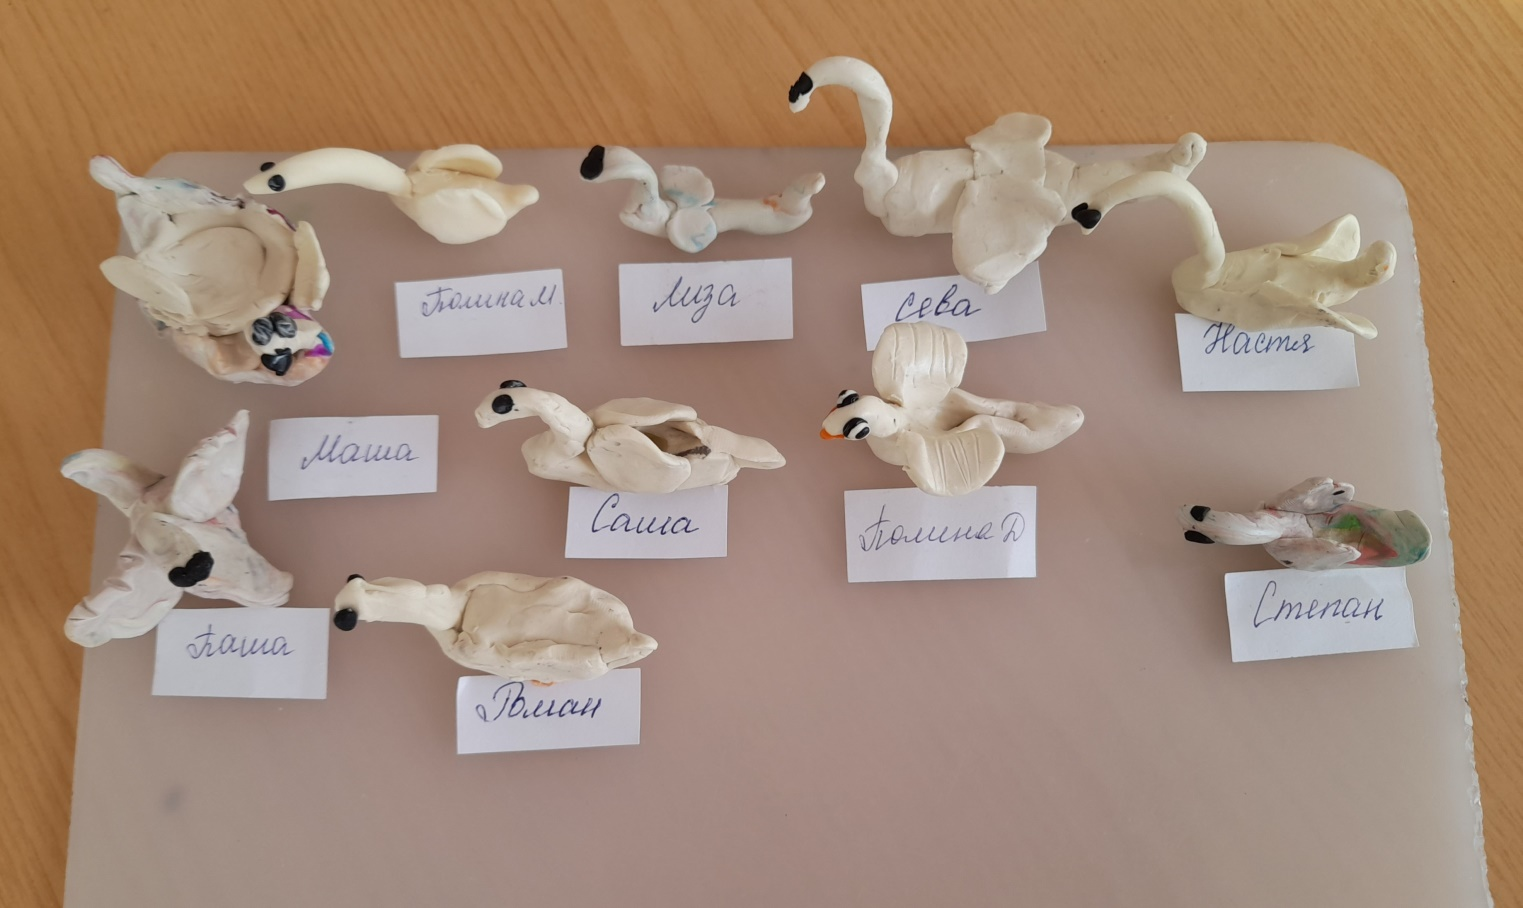 Полина М.
Лиза
Сева
Настя
Маша
Саша
Полина Д
Степан
Паша
Роман